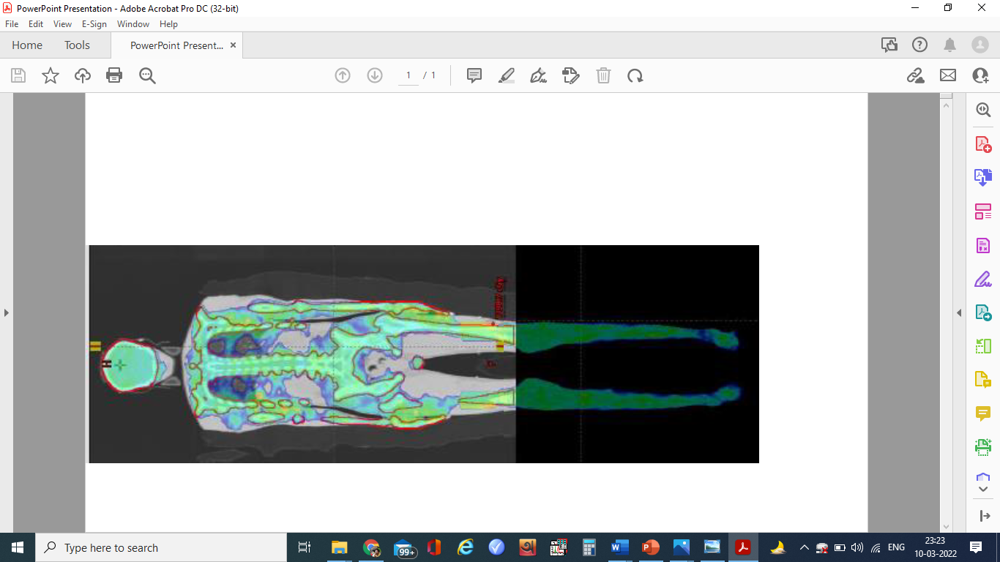 PowerPoint Presentation - Adobe Acrobat Pro DC (32-bit)
File Edit View E-Sign Window Help
Home Tools PowerPoint Present...
1 / 1
H
Type here to search
99+
ENG
23:23
10-03-2022